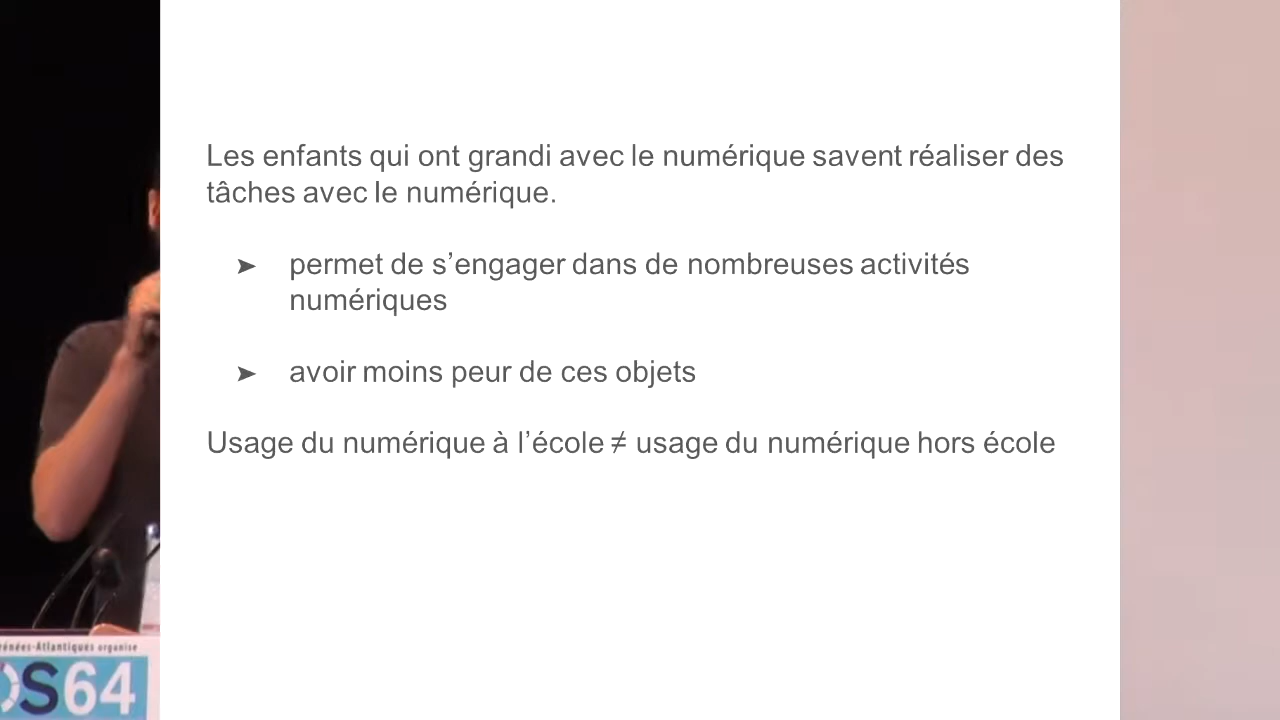 Les enfants qui ont grandi avec le numérique savent réaliser des
tâches avec le numérique.
➤ permet de s’engager dans de nombreuses activités
numériques
➤ avoir moins peur de ces objets
Usage du numérique à l’école ≠ usage du numérique hors école
organise
64